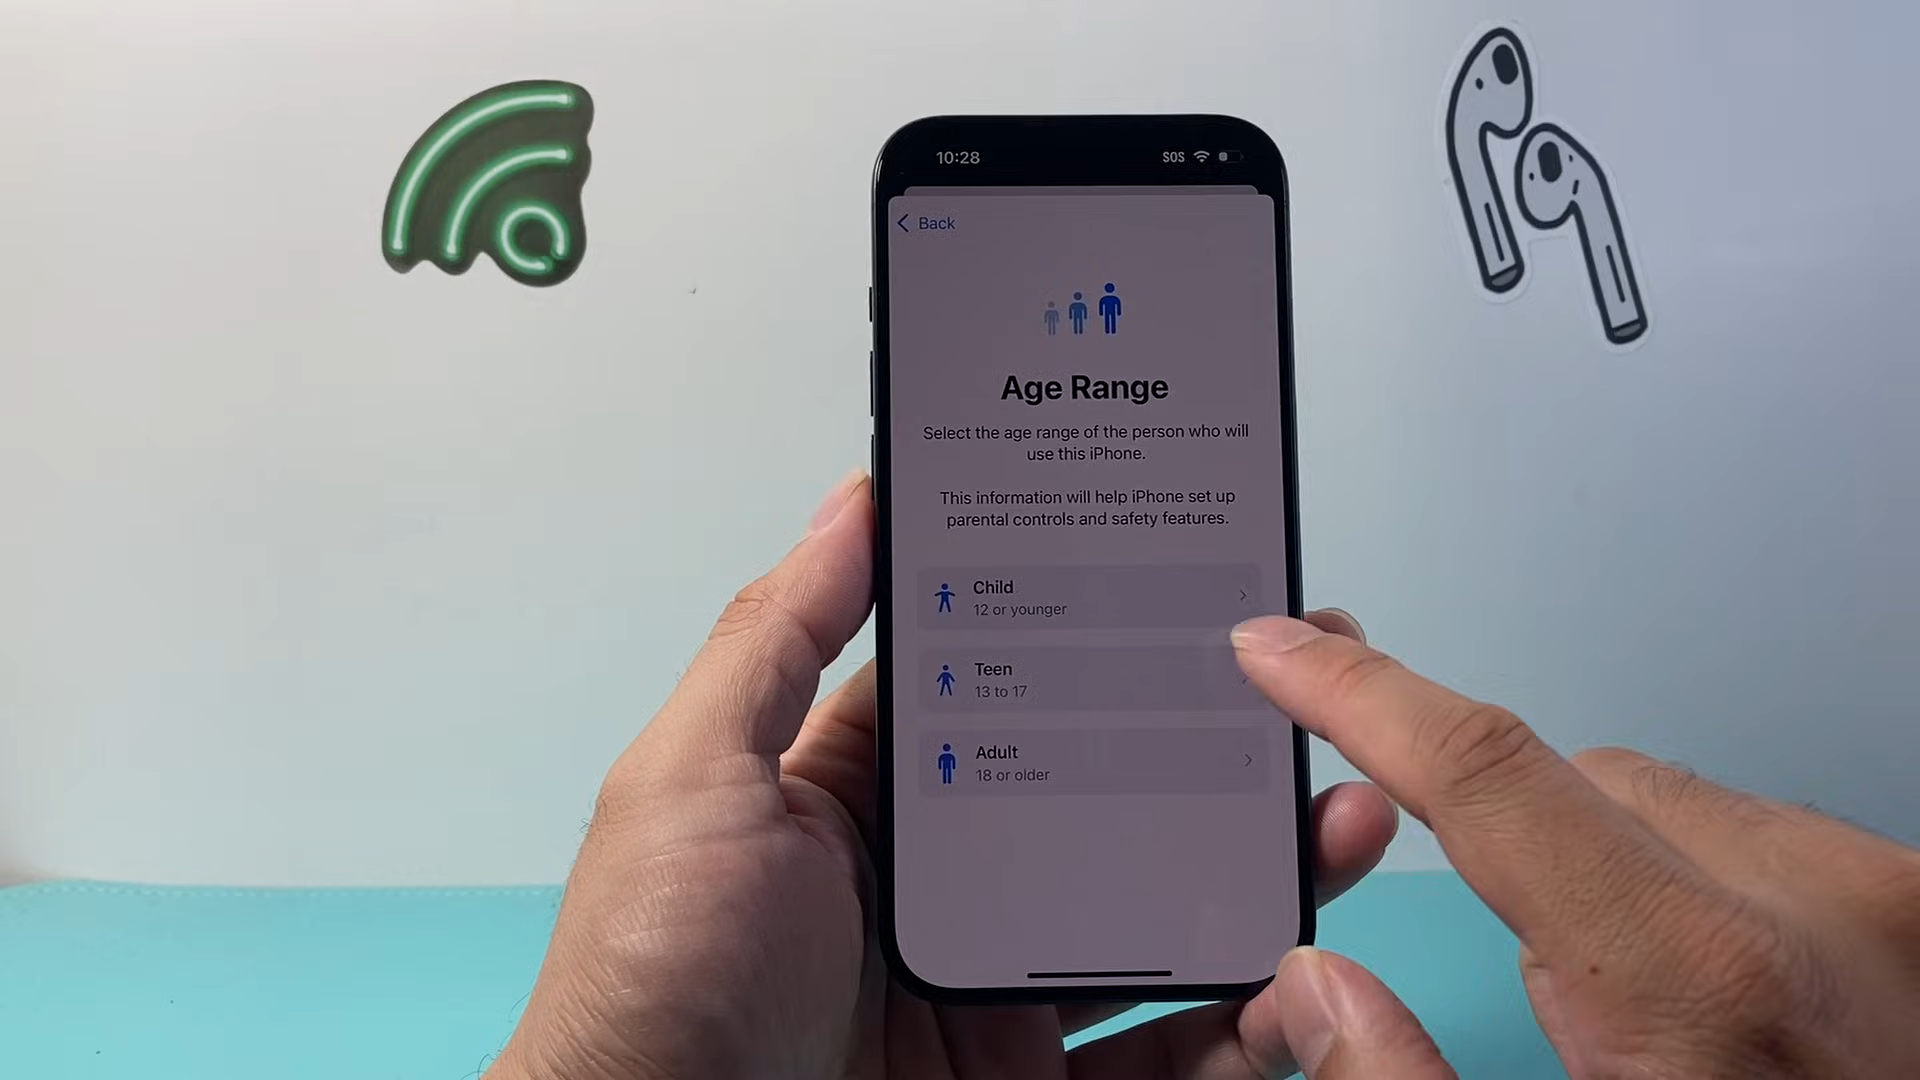 10:28
SOS
Back
Age Range
Select the age range of the person who will
use this iPhone.
This information will help iPhone set up
parental controls and safety features.
Child
12 or younger
Teen
13 to 17
Adult
18 or older